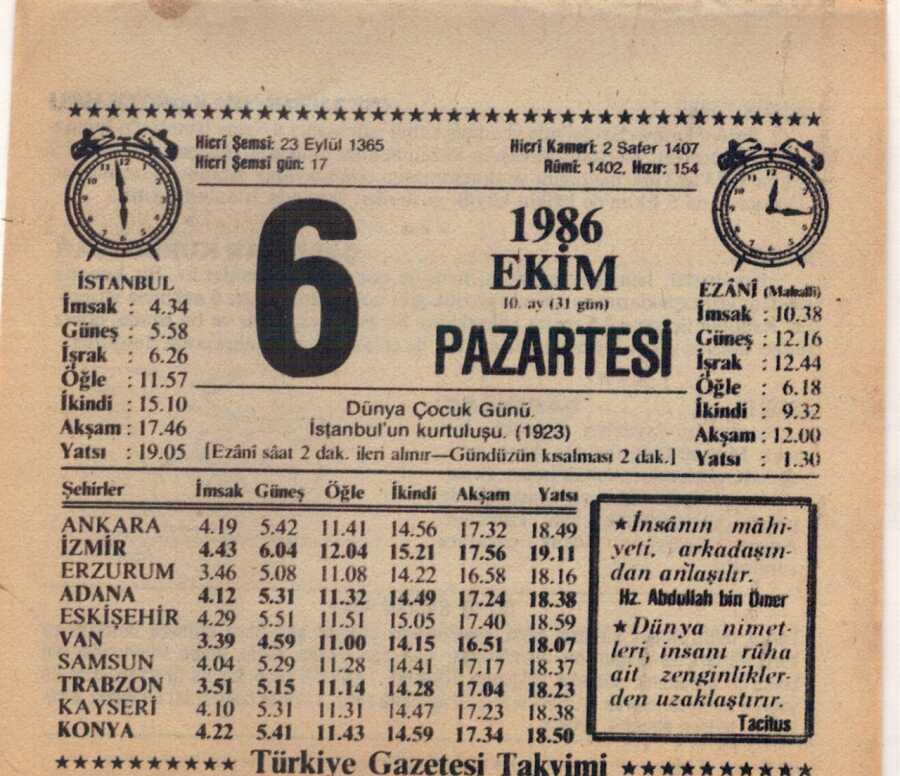 Hicrî Şemsî: 23 Eylül 1365
Hicrî Şemsî gün: 17
Hicrî Kamerî: 2 Safer 1407
Rûmî: 1402, Hızır: 154
6
1986
EKİM
10. ay (31 gün)
PAZARTESİ
İSTANBUL
İmsak : 4.34
Güneş : 5.58
İşrak : 6.26
Öğle : 11.57
İkindi : 15.10
Akşam : 17.46
Yatsı : 19.05
EZÂNÎ (Mahallî)
İmsak : 10.38
Güneş : 12.16
İşrak : 12.44
Öğle : 6.18
İkindi : 9.32
Akşam : 12.00
Yatsı : 1.30
Dünya Çocuk Günü.
İstanbul'un kurtuluşu. (1923)
[Ezânî sâat 2 dak. ileri alınır—Gündüzün kısalması 2 dak.]
Şehirler İmsak Güneş Öğle İkindi Akşam Yatsı
ANKARA 4.19 5.42 11.41 14.56 17.32 18.49
İZMİR 4.43 6.04 12.04 15.21 17.56 19.11
ERZURUM 3.46 5.08 11.08 14.22 16.58 18.16
ADANA 4.12 5.31 11.32 14.49 17.24 18.38
ESKİŞEHİR 4.29 5.51 11.51 15.05 17.40 18.59
VAN 3.39 4.59 11.00 14.15 16.51 18.07
SAMSUN 4.04 5.29 11.28 14.41 17.17 18.37
TRABZON 3.51 5.15 11.14 14.28 17.04 18.23
KAYSERİ 4.10 5.31 11.31 14.47 17.23 18.38
KONYA 4.22 5.41 11.43 14.59 17.34 18.50
★İnsânın mâhi-
yeti, arkadaşın-
dan anlaşılır.
Hz. Abdullah bin Ömer
★Dünya nimet-
leri, insanı rûha
ait zenginlikler-
den uzaklaştırır.
Tacitus
Türkiye Gazetesi Takvimi